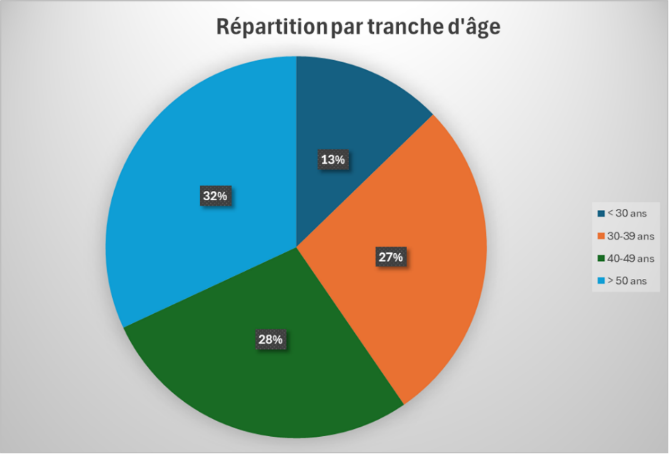 Répartition par tranche d'âge
13%
32%
27%
28%
< 30 ans
30-39 ans
40-49 ans
> 50 ans